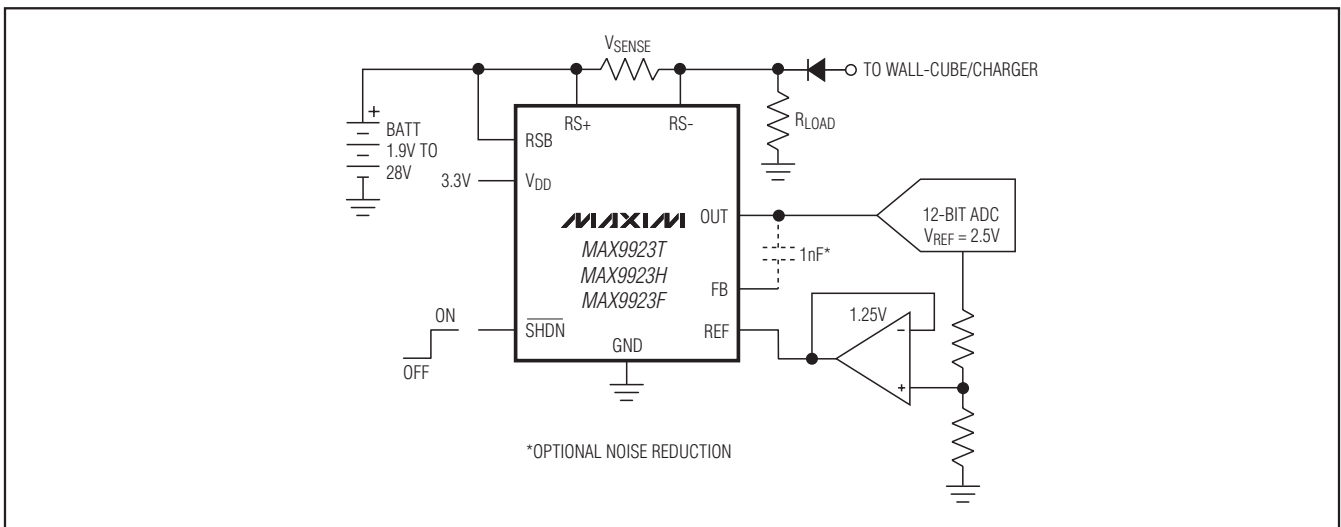 VSENSE
TO WALL-CUBE/CHARGER
+
BATT
1.9V TO
28V
RS+
RS-
RLOAD
RSB
3.3V
VDD
MAXIM
MAX9923T
MAX9923H
MAX9923F
OUT
12-BIT ADC
VREF = 2.5V
1nF*
FB
1.25V
-
+
ON
OFF
SHDN
REF
GND
*OPTIONAL NOISE REDUCTION